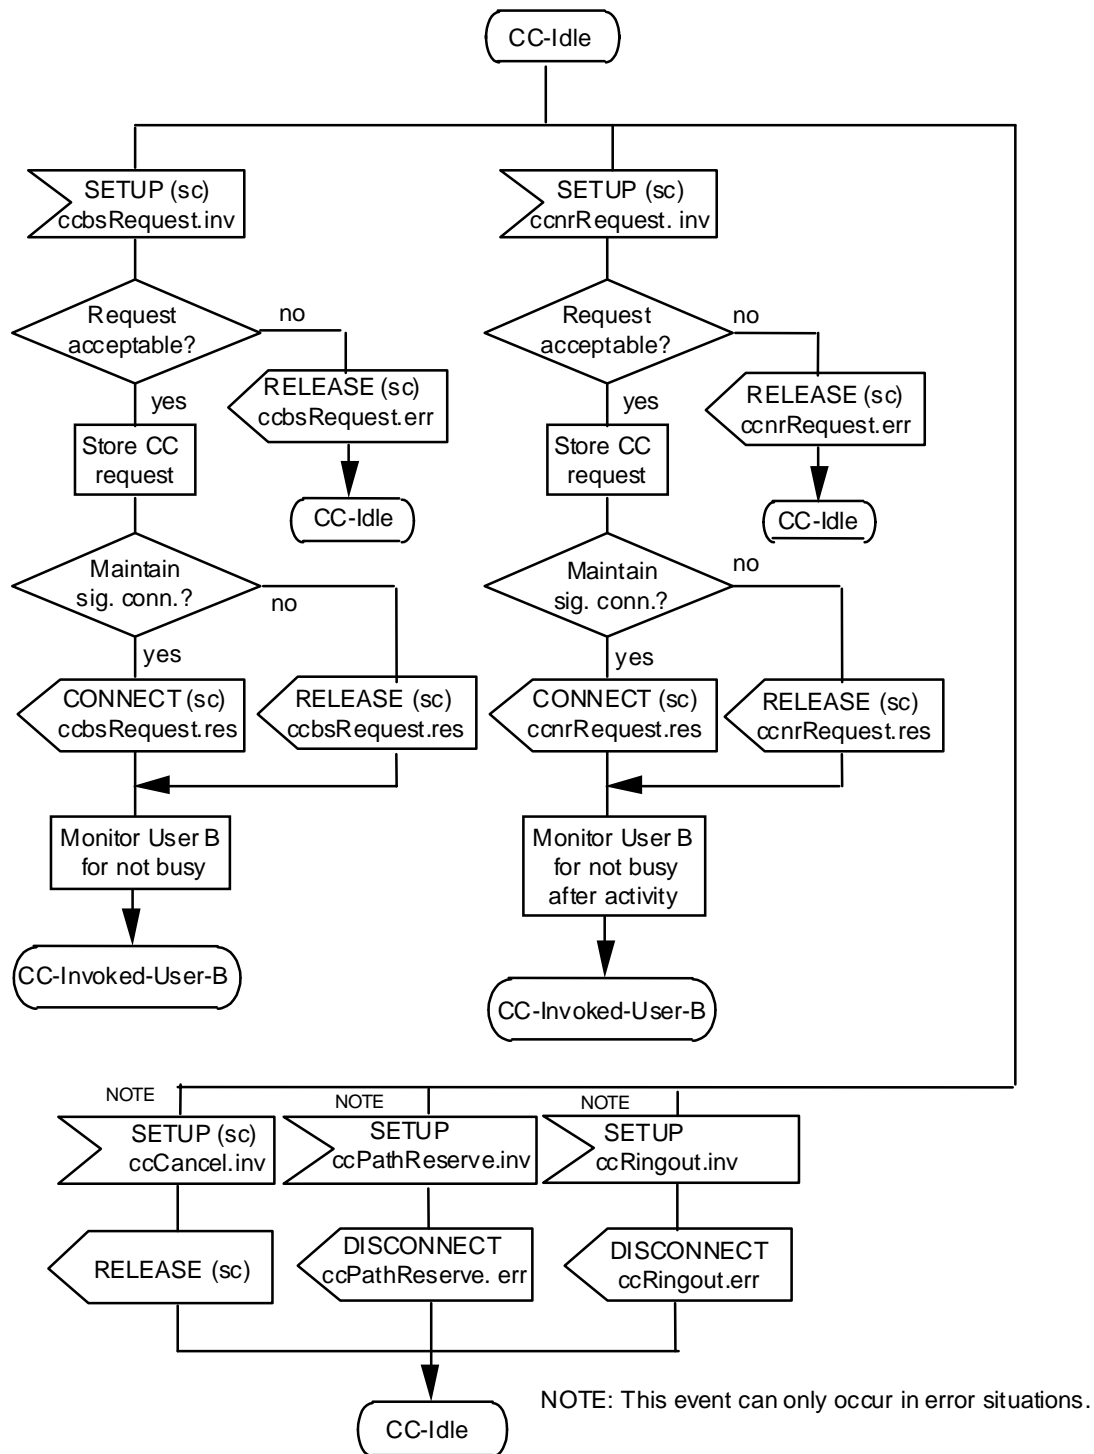 CC-Idle
SETUP (sc)
ccbsRequest.inv
SETUP (sc)
ccnrRequest. inv
Request
acceptable?
no
yes
RELEASE (sc)
ccbsRequest.err
Request
acceptable?
no
yes
RELEASE (sc)
ccnrRequest.err
Store CC
request
CC-Idle
Store CC
request
CC-Idle
Maintain
sig. conn.?
no
yes
Maintain
sig. conn.?
no
yes
CONNECT (sc)
ccbsRequest.res
RELEASE (sc)
ccbsRequest.res
CONNECT (sc)
ccnrRequest.res
RELEASE (sc)
ccnrRequest.res
Monitor User B
for not busy
Monitor User B
for not busy
after activity
CC-Invoked-User-B
CC-Invoked-User-B
NOTE
SETUP (sc)
ccCancel.inv
NOTE
SETUP
ccPathReserve.inv
NOTE
SETUP
ccRingout.inv
RELEASE (sc)
DISCONNECT
ccPathReserve. err
DISCONNECT
ccRingout.err
CC-Idle
NOTE: This event can only occur in error situations.